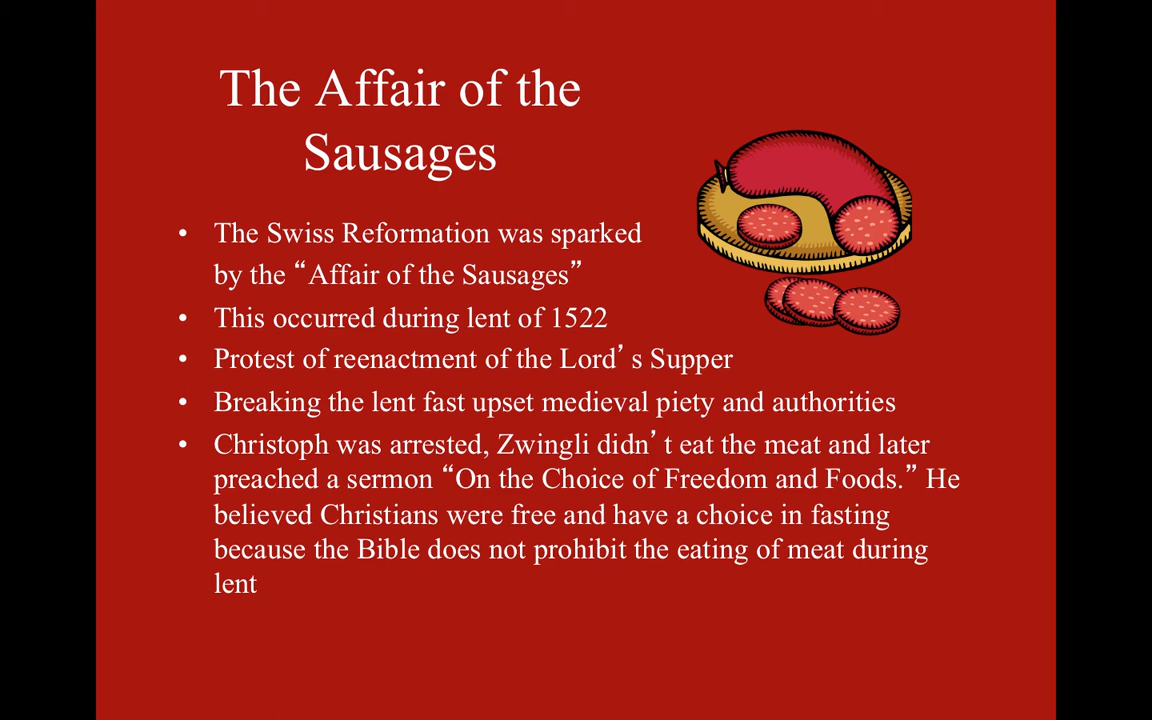 The Affair of the
Sausages
• The Swiss Reformation was sparked
by the “Affair of the Sausages”
• This occurred during lent of 1522
• Protest of reenactment of the Lord’s Supper
• Breaking the lent fast upset medieval piety and authorities
• Christoph was arrested, Zwingli didn’t eat the meat and later
preached a sermon “On the Choice of Freedom and Foods.” He
believed Christians were free and have a choice in fasting
because the Bible does not prohibit the eating of meat during
lent